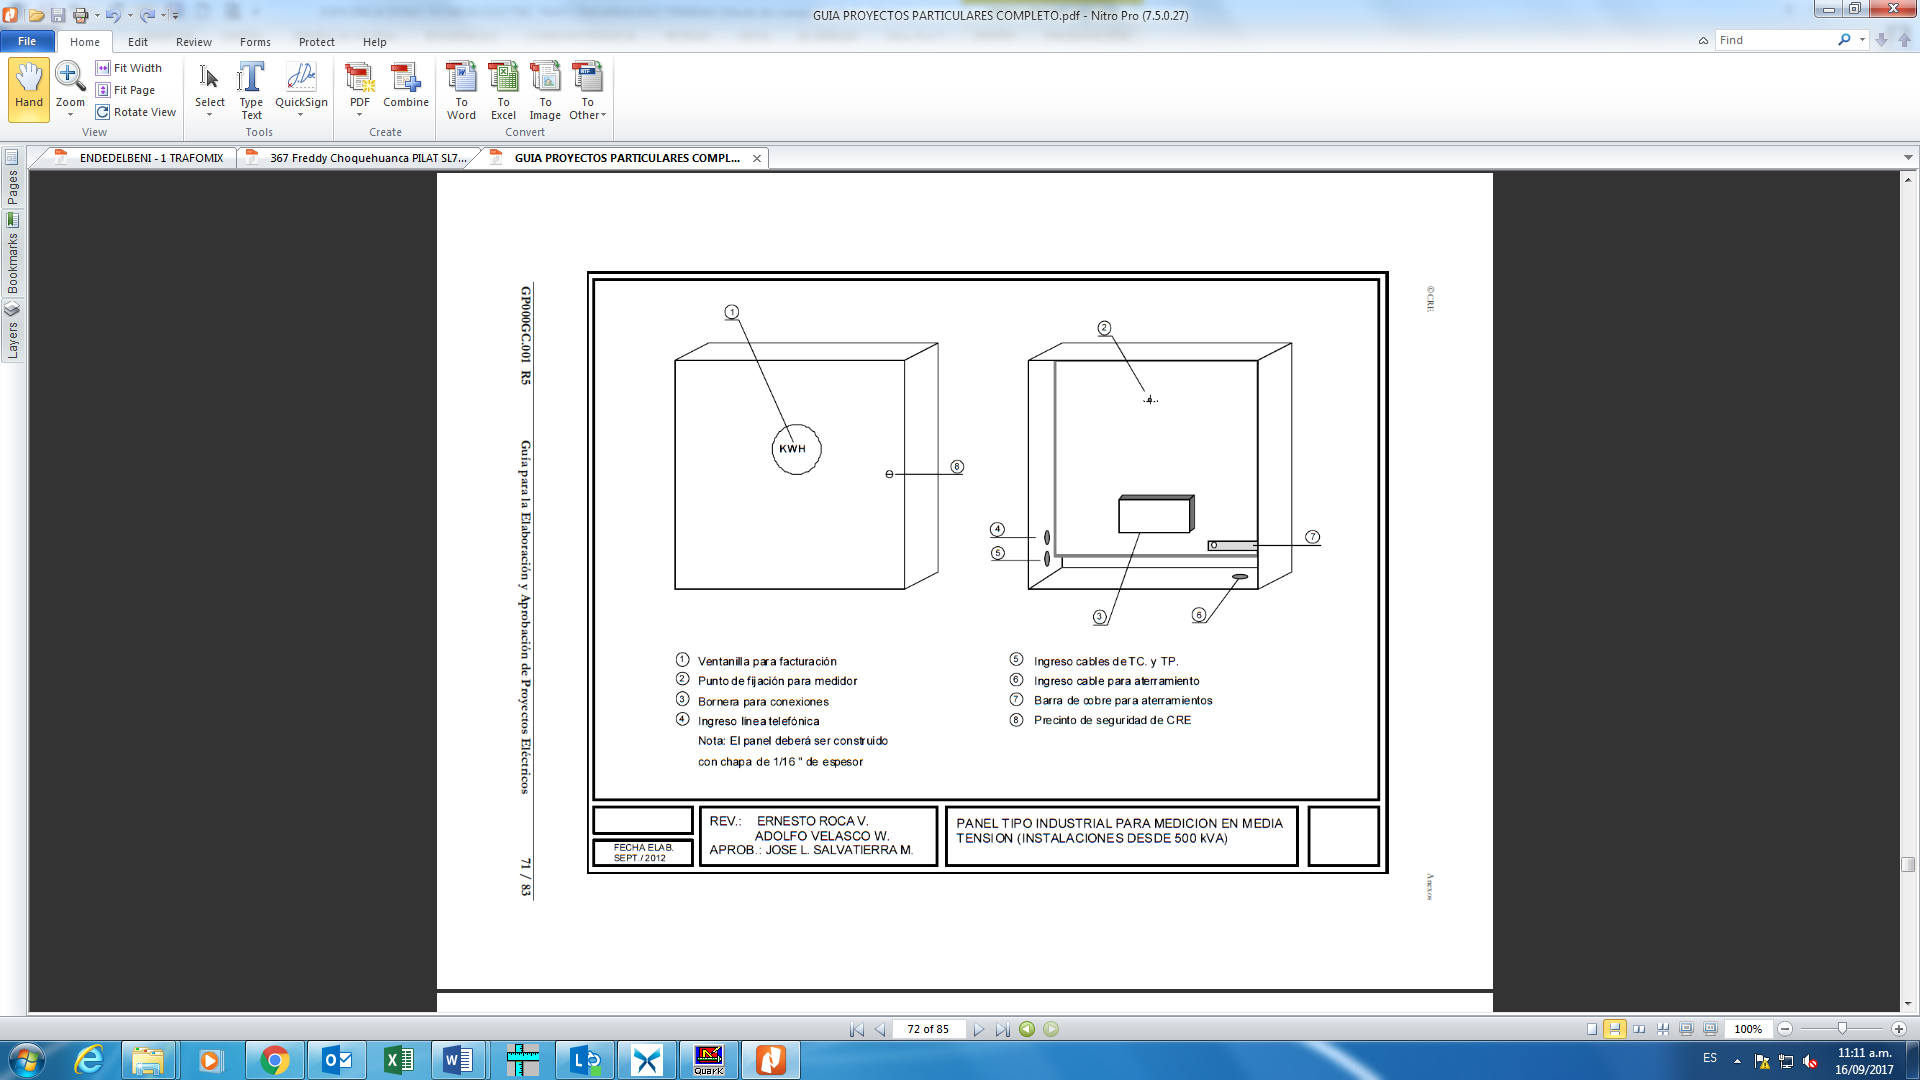 GUIA PROYECTOS PARTICULARES COMPLETO.pdf - Nitro Pro (7.5.0.27)
File
Home
Edit
Review
Forms
Protect
Help
Find
Hand
Zoom
Fit Width
Fit Page
Rotate View
View
Select
Type Text
QuickSign
Tools
PDF
Combine
Create
To Word
To Excel
To Image
To Other
Convert
ENDEDELBENI - 1 TRAFOMIX
367 Freddy Choquehuanca PILAT SL7...
GUIA PROYECTOS PARTICULARES COMPL...
Pages
Bookmarks
Layers
GP000GC.001 R5
Guía para la Elaboración y Aprobación de Proyectos Eléctricos
71 / 83
©CRE
Anexos
1
KWH
8
2
4
5
7
3
6
1 Ventanilla para facturación
2 Punto de fijación para medidor
3 Bornera para conexiones
4 Ingreso linea telefónica
Nota: El panel deberá ser construido
con chapa de 1/16 " de espesor
5 Ingreso cables de TC. y TP.
6 Ingreso cable para aterramiento
7 Barra de cobre para aterramientos
8 Precinto de seguridad de CRE
FECHA ELAB.
SEPT./2012
REV.: ERNESTO ROCA V.
ADOLFO VELASCO W.
APROB.: JOSE L. SALVATIERRA M.
PANEL TIPO INDUSTRIAL PARA MEDICION EN MEDIA
TENSION (INSTALACIONES DESDE 500 kVA)
72 of 85
100%
QuarK
ES
11:11 a.m.
16/09/2017